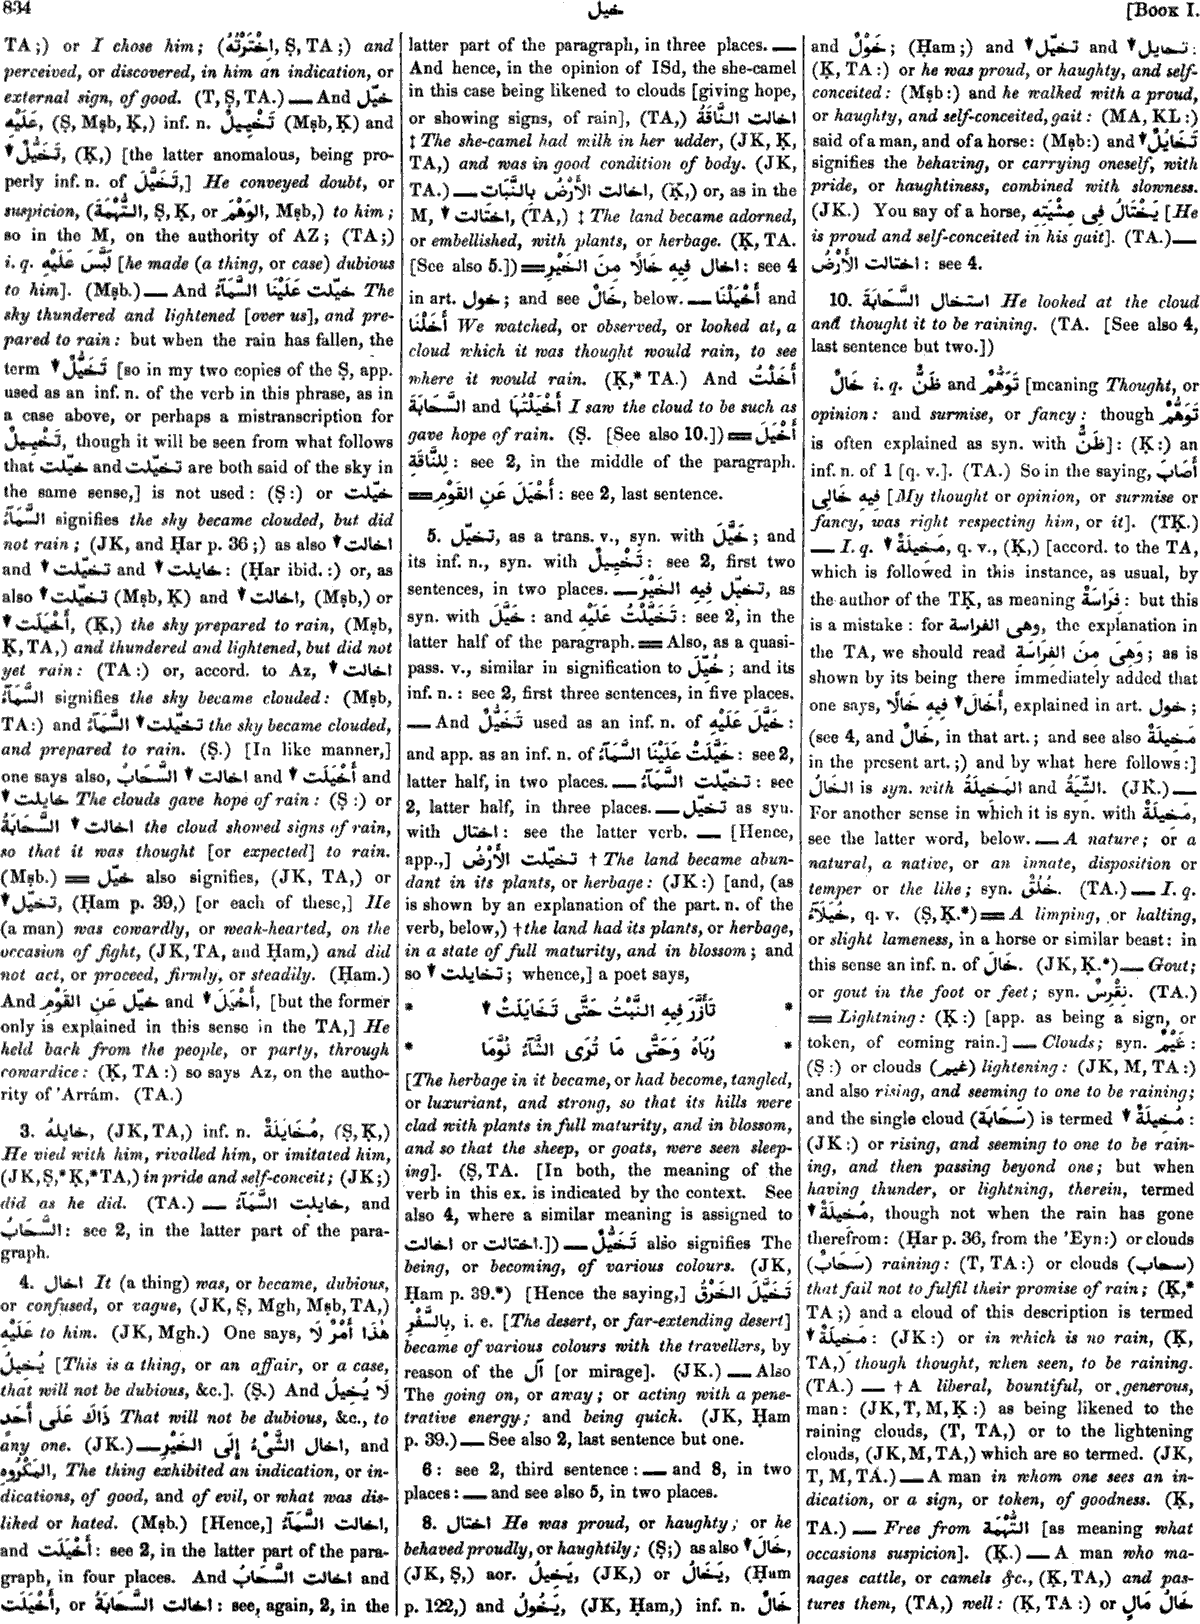 834
خيل
[Book I.
TA;) or I chose him; (اِخْتَرْتُهُ, Ṣ, TA;) and
perceived, or discovered, in him an indication, or
external sign, of good. (T, Ṣ, TA.) — And خيّل
عَلَيْهِ, (Ṣ, Mṣb, Ḳ,) inf. n. تَخْيِيلٌ (Mṣb, Ḳ) and
▼ تَخَيُّلٌ, (Ḳ,) [the latter anomalous, being pro-
perly inf. n. of تَخَيَّلَ,] He conveyed doubt, or
suspicion, (التُّهَمَةَ, Ṣ, Ḳ, or الوَهْمَ, Mṣb,) to him;
so in the M, on the authority of AZ; (TA;)
i. q. لَبَّسَ عَلَيْهِ [he made (a thing, or case) dubious
to him]. (Mṣb.) — And خيّلت عَلَيْنَا السَّمَآءُ The
sky thundered and lightened [over us], and pre-
pared to rain: but when the rain has fallen, the
term ▼ تَخَيُّلٌ [so in my two copies of the Ṣ, app.
used as an inf. n. of the verb in this phrase, as in
a case above, or perhaps a mistranscription for
تَخْيِيلٌ, though it will be seen from what follows
that خيّلت and تخيّلت are both said of the sky in
the same sense,] is not used: (Ṣ:) or خيّلت
السَّمَآءُ signifies the sky became clouded, but did
not rain; (JK, and Ḥar p. 36;) as also ▼ اخالت
and ▼ تخيّلت and ▼ خايلت: (Ḥar ibid.:) or, as
also ▼ تخيّلت (Mṣb, Ḳ) and ▼ اخالت, (Mṣb,) or
▼ أَخْيَلَت, (Ḳ,) the sky prepared to rain, (Mṣb,
Ḳ, TA,) and thundered and lightened, but did not
yet rain: (TA:) or, accord. to Az, ▼ اخالت
السَّمَآءُ signifies the sky became clouded: (Mṣb,
TA:) and ▼ تخيّلت السَّمَآءُ the sky became clouded,
and prepared to rain. (Ṣ.) [In like manner,]
one says also, ▼ اخالت السَّحَابُ and ▼ أَخْيَلَت and
▼ خايلت The clouds gave hope of rain: (Ṣ:) or
▼ اخالت السَّحَابَةُ the cloud showed signs of rain,
so that it was thought [or expected] to rain.
(Mṣb.) = خيّل also signifies, (JK, TA,) or
▼ تخيّل, (Ḥam p. 39,) [or each of these,] He
(a man) was cowardly, or weak-hearted, on the
occasion of fight, (JK, TA, and Ḥam,) and did
not act, or proceed, firmly, or steadily. (Ḥam.)
And خيّل عَنِ القَوْمِ and ▼ أَخْيَلَ, [but the former
only is explained in this sense in the TA,] He
held back from the people, or party, through
cowardice: (Ḳ, TA:) so says Az, on the autho-
rity of 'Arrám. (TA.)
3. خايلهُ, (JK, TA,) inf. n. مُخَايَلَةٌ, (Ṣ, Ḳ,)
He vied with him, rivalled him, or imitated him,
(JK, Ṣ,* Ḳ,* TA,) in pride and self-conceit; (JK;)
did as he did. (TA.) — خايلت السَّمَآءُ, and
السَّحَابُ: see 2, in the latter part of the para-
graph.
4. اخال It (a thing) was, or became, dubious,
or confused, or vague, (JK, Ṣ, Mgh, Mṣb, TA,)
عَلَيْهِ to him. (JK, Mgh.) One says, هٰذَا أَمْرٌ لَا
يُخِيلُ [This is a thing, or an affair, or a case,
that will not be dubious, &c.]. (Ṣ.) And لَا يُخِيلُ
ذَاكَ عَلَى أَحَدٍ That will not be dubious, &c., to
any one. (JK.) — اخال الشَّىْءُ إِلَى الخَيْرِ, and
المَكْرُوهِ, The thing exhibited an indication, or in-
dications, of good, and of evil, or what was dis-
liked or hated. (Mṣb.) [Hence,] اخالت السَّمَآءُ,
and أَخْيَلَت: see 2, in the latter part of the para-
graph, in four places. And اخالت السَّحَابُ and
أَخْيَلَت, or اخالت السَّحَابَةُ: see, again, 2, in the
latter part of the paragraph, in three places. —
And hence, in the opinion of ISd, the she-camel
in this case being likened to clouds [giving hope,
or showing signs, of rain], (TA,) اخالت النَّاقَةُ
‡ The she-camel had milk in her udder, (JK, Ḳ,
TA,) and was in good condition of body. (JK,
TA.) — اخالت الأَرْضُ بِالنَّبَاتِ, (Ḳ,) or, as in the
M, ▼ اختالت, (TA,) ‡ The land became adorned,
or embellished, with plants, or herbage. (Ḳ, TA.
[See also 5.]) = اخال فِيهِ خَالًا مِنَ الخَيْرِ: see 4
in art. خول; and see خَالٌ, below. — أَخْيَلْنَا and
أَخَلْنَا We watched, or observed, or looked at, a
cloud which it was thought would rain, to see
where it would rain. (Ḳ,* TA.) And أَخَلْتُ
السَّحَابَةَ and أَخْيَلْتُهَا I saw the cloud to be such as
gave hope of rain. (Ṣ. [See also 10.]) = أَخْيَلَ
لِلنَّاقَةِ: see 2, in the middle of the paragraph.
= أَخْيَلَ عَنِ القَوْمِ: see 2, last sentence.
5. تخيّل, as a trans. v., syn. with خَيَّلَ; and
its inf. n., syn. with تَخْيِيلٌ: see 2, first two
sentences, in two places. — تخيّل فِيهِ الخَيْرَ, as
syn. with خَيَّلَ: and تَخَيَّلْتُ عَلَيْهِ: see 2, in the
latter half of the paragraph. = Also, as a quasi-
pass. v., similar in signification to خُيِّلَ; and its
inf. n.: see 2, first three sentences, in five places.
— And تَخَيُّلٌ used as an inf. n. of خَيَّلَ عَلَيْهِ:
and app. as an inf. n. of خَيَّلَتْ عَلَيْنَا السَّمَآءُ: see 2,
latter half, in two places. — تخيّلت السَّمَآءُ: see
2, latter half, in three places. — تخيّل as syn.
with اختال: see the latter verb. — [Hence,
app.,] تخيّلت الأَرْضُ † The land became abun-
dant in its plants, or herbage: (JK:) [and, (as
is shown by an explanation of the part. n. of the
verb, below,) † the land had its plants, or herbage,
in a state of full maturity, and in blossom; and
so ▼ تخايلت; whence,] a poet says,
* تَأَزَّرَ فِيهِ النَّبْتُ حَتَّى تَخَايَلَتْ ▼ *
* رُبَاهُ وَحَتَّى مَا تُرَى الشَّآءُ نُوَّمَا *
[The herbage in it became, or had become, tangled,
or luxuriant, and strong, so that its hills were
clad with plants in full maturity, and in blossom,
and so that the sheep, or goats, were seen sleep-
ing]. (Ṣ, TA. [In both, the meaning of the
verb in this ex. is indicated by the context. See
also 4, where a similar meaning is assigned to
اخالت or اختالت.]) — تَخَيُّلٌ also signifies The
being, or becoming, of various colours. (JK,
Ḥam p. 39.*) [Hence the saying,] تَخَيَّلَ الخَرْقُ
بِالسَّفْرِ, i. e. [The desert, or far-extending desert]
became of various colours with the travellers, by
reason of the آل [or mirage]. (JK.) — Also
The going on, or away; or acting with a pene-
trative energy; and being quick. (JK, Ḥam
p. 39.) — See also 2, last sentence but one.
6: see 2, third sentence: — and 8, in two
places: — and see also 5, in two places.
8. اختال He was proud, or haughty; or he
behaved proudly, or haughtily; (Ṣ;) as also ▼ خَالَ,
(JK, Ṣ,) aor. يَخِيلُ, (JK,) or يَخَالُ, (Ḥam
p. 122,) and يَخُولُ, (JK, Ḥam,) inf. n. خَالٌ
and خَوْلٌ; (Ḥam;) and ▼ تخيّل and ▼ تخايل:
(Ḳ, TA:) or he was proud, or haughty, and self-
conceited: (Mṣb:) and he walked with a proud,
or haughty, and self-conceited, gait: (MA, KL:)
said of a man, and of a horse: (Mṣb:) and ▼ تَخَايُلٌ
signifies the behaving, or carrying oneself, with
pride, or haughtiness, combined with slowness.
(JK.) You say of a horse, يَخْتَالُ فِى مِشْيَتِهِ [He
is proud and self-conceited in his gait]. (TA.) —
اختالت الأَرْضُ: see 4.
10. استخال السَّحَابَةَ He looked at the cloud
and thought it to be raining. (TA. [See also 4,
last sentence but two.])
خَالٌ i. q. ظَنٌّ and تَوَهُّمٌ [meaning Thought, or
opinion: and surmise, or fancy: though تَوَهُّمٌ
is often explained as syn. with ظَنٌّ]: (Ḳ:) an
inf. n. of 1 [q. v.]. (TA.) So in the saying, أَصَابَ
فِيهِ خَالِى [My thought or opinion, or surmise or
fancy, was right respecting him, or it]. (TḲ.)
— I. q. ▼ مَخِيلَةٌ, q. v., (Ḳ,) [accord. to the TA,
which is followed in this instance, as usual, by
the author of the TḲ, as meaning فِرَاسَةٌ: but this
is a mistake: for وهى الفراسة, the explanation in
the TA, we should read وَهِىَ مِنَ الفِرَاسَةِ; as is
shown by its being there immediately added that
one says, ▼ أَخَالَ فِيهِ خَالًا, explained in art. خول;
(see 4, and خَالٌ, in that art.; and see also مَخِيلَةٌ
in the present art.;) and by what here follows:]
الخَالُ is syn. with المَخِيلَةُ and الشِّيَةُ. (JK.) —
For another sense in which it is syn. with مَخِيلَةٌ,
see the latter word, below. — A nature; or a
natural, a native, or an innate, disposition or
temper or the like; syn. خُلُقٌ. (TA.) — I. q.
خُيَلَآءُ, q. v. (Ṣ, Ḳ.*) = A limping, or halting,
or slight lameness, in a horse or similar beast: in
this sense an inf. n. of خَالَ. (JK, Ḳ.*) — Gout;
or gout in the foot or feet; syn. نِقْرِسٌ. (TA.)
= Lightning: (Ḳ:) [app. as being a sign, or
token, of coming rain.] — Clouds; syn. غَيْمٌ:
(Ṣ:) or clouds (غيم) lightening: (JK, M, TA:)
and also rising, and seeming to one to be raining;
and the single cloud (سَحَابَة) is termed ▼ مُخِيلَةٌ:
(JK:) or rising, and seeming to one to be rain-
ing, and then passing beyond one; but when
having thunder, or lightning, therein, termed
▼ مُخِيلَةٌ, though not when the rain has gone
therefrom: (Ḥar p. 36, from the 'Eyn:) or clouds
(سَحَابٌ) raining: (T, TA:) or clouds (سحاب)
that fail not to fulfil their promise of rain; (Ḳ,*
TA;) and a cloud of this description is termed
▼ مَخِيلَةٌ: (JK:) or in which is no rain, (Ḳ,
TA,) though thought, when seen, to be raining.
(TA.) — † A liberal, bountiful, or generous,
man: (JK, T, M, Ḳ:) as being likened to the
raining clouds, (T, TA,) or to the lightening
clouds, (JK, M, TA,) which are so termed. (JK,
T, M, TA.) — A man in whom one sees an in-
dication, or a sign, or token, of goodness. (Ḳ,
TA.) — Free from التُّهَمَة [as meaning what
occasions suspicion]. (Ḳ.) — A man who ma-
nages cattle, or camels &c., (Ḳ, TA,) and pas-
tures them, (TA,) well: (Ḳ, TA:) or خَالُ مَالٍ